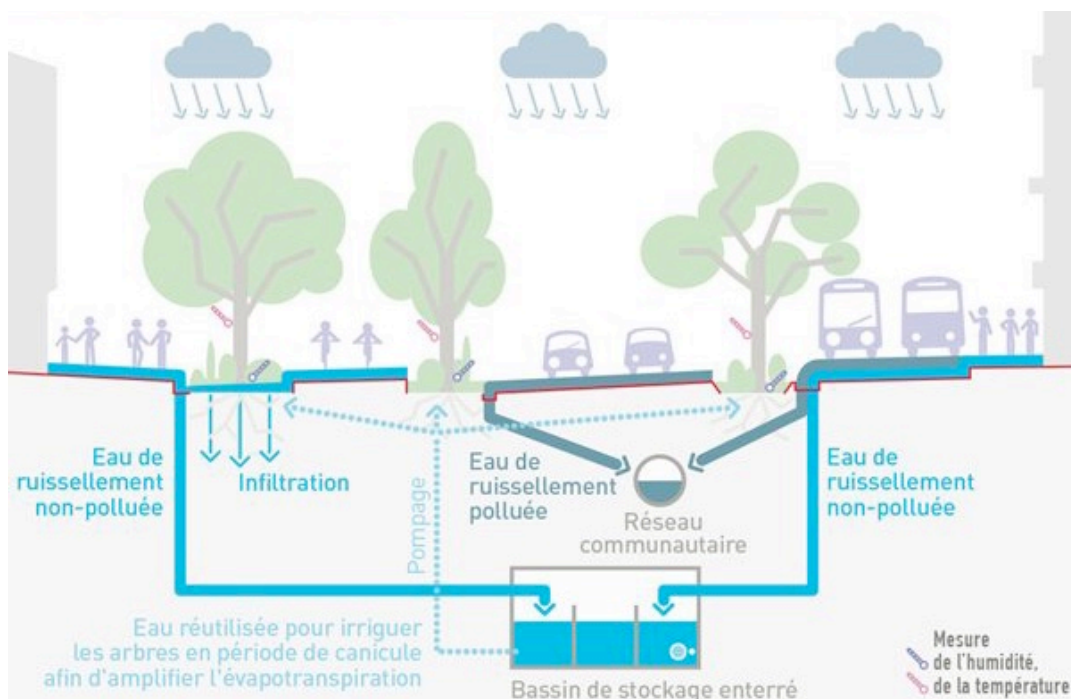 Eau de
ruissellement
non-polluée
Infiltration
Pompage
Eau de
ruissellement
polluée
Réseau
communautaire
Eau de
ruissellement
non-polluée
Eau réutilisée pour irriguer
les arbres en période de canicule
afin d'amplifier l'évapotranspiration
Bassin de stockage enterré
Mesure
de l'humidité,
de la température